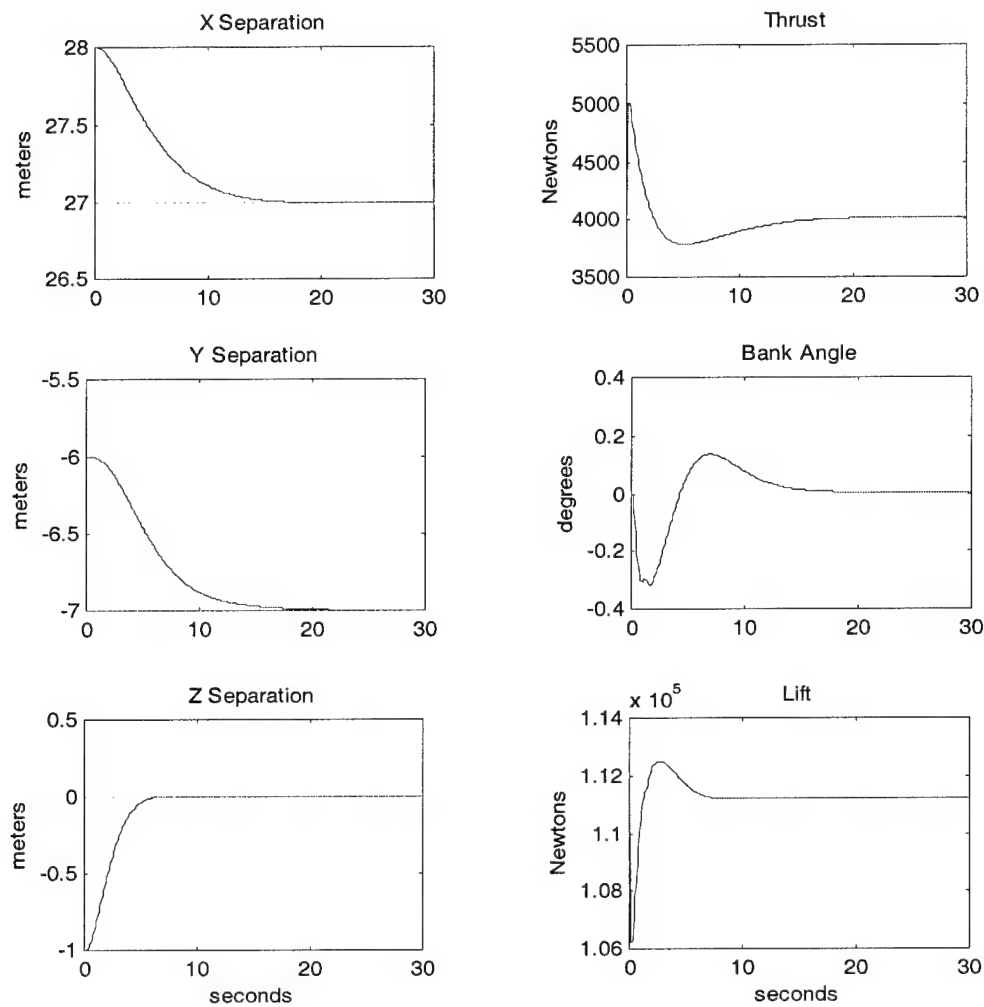 X Separation
28
27.5
27
26.5
meters
0 10 20 30
Thrust
5500
5000
4500
4000
3500
Newtons
0 10 20 30
Y Separation
-5.5
-6
-6.5
-7
meters
0 10 20 30
Bank Angle
0.4
0.2
0
-0.2
-0.4
degrees
0 10 20 30
Z Separation
0.5
0
-0.5
-1
meters
0 10 20 30
seconds
Lift
x 10^5
1.14
1.12
1.1
1.08
1.06
Newtons
0 10 20 30
seconds